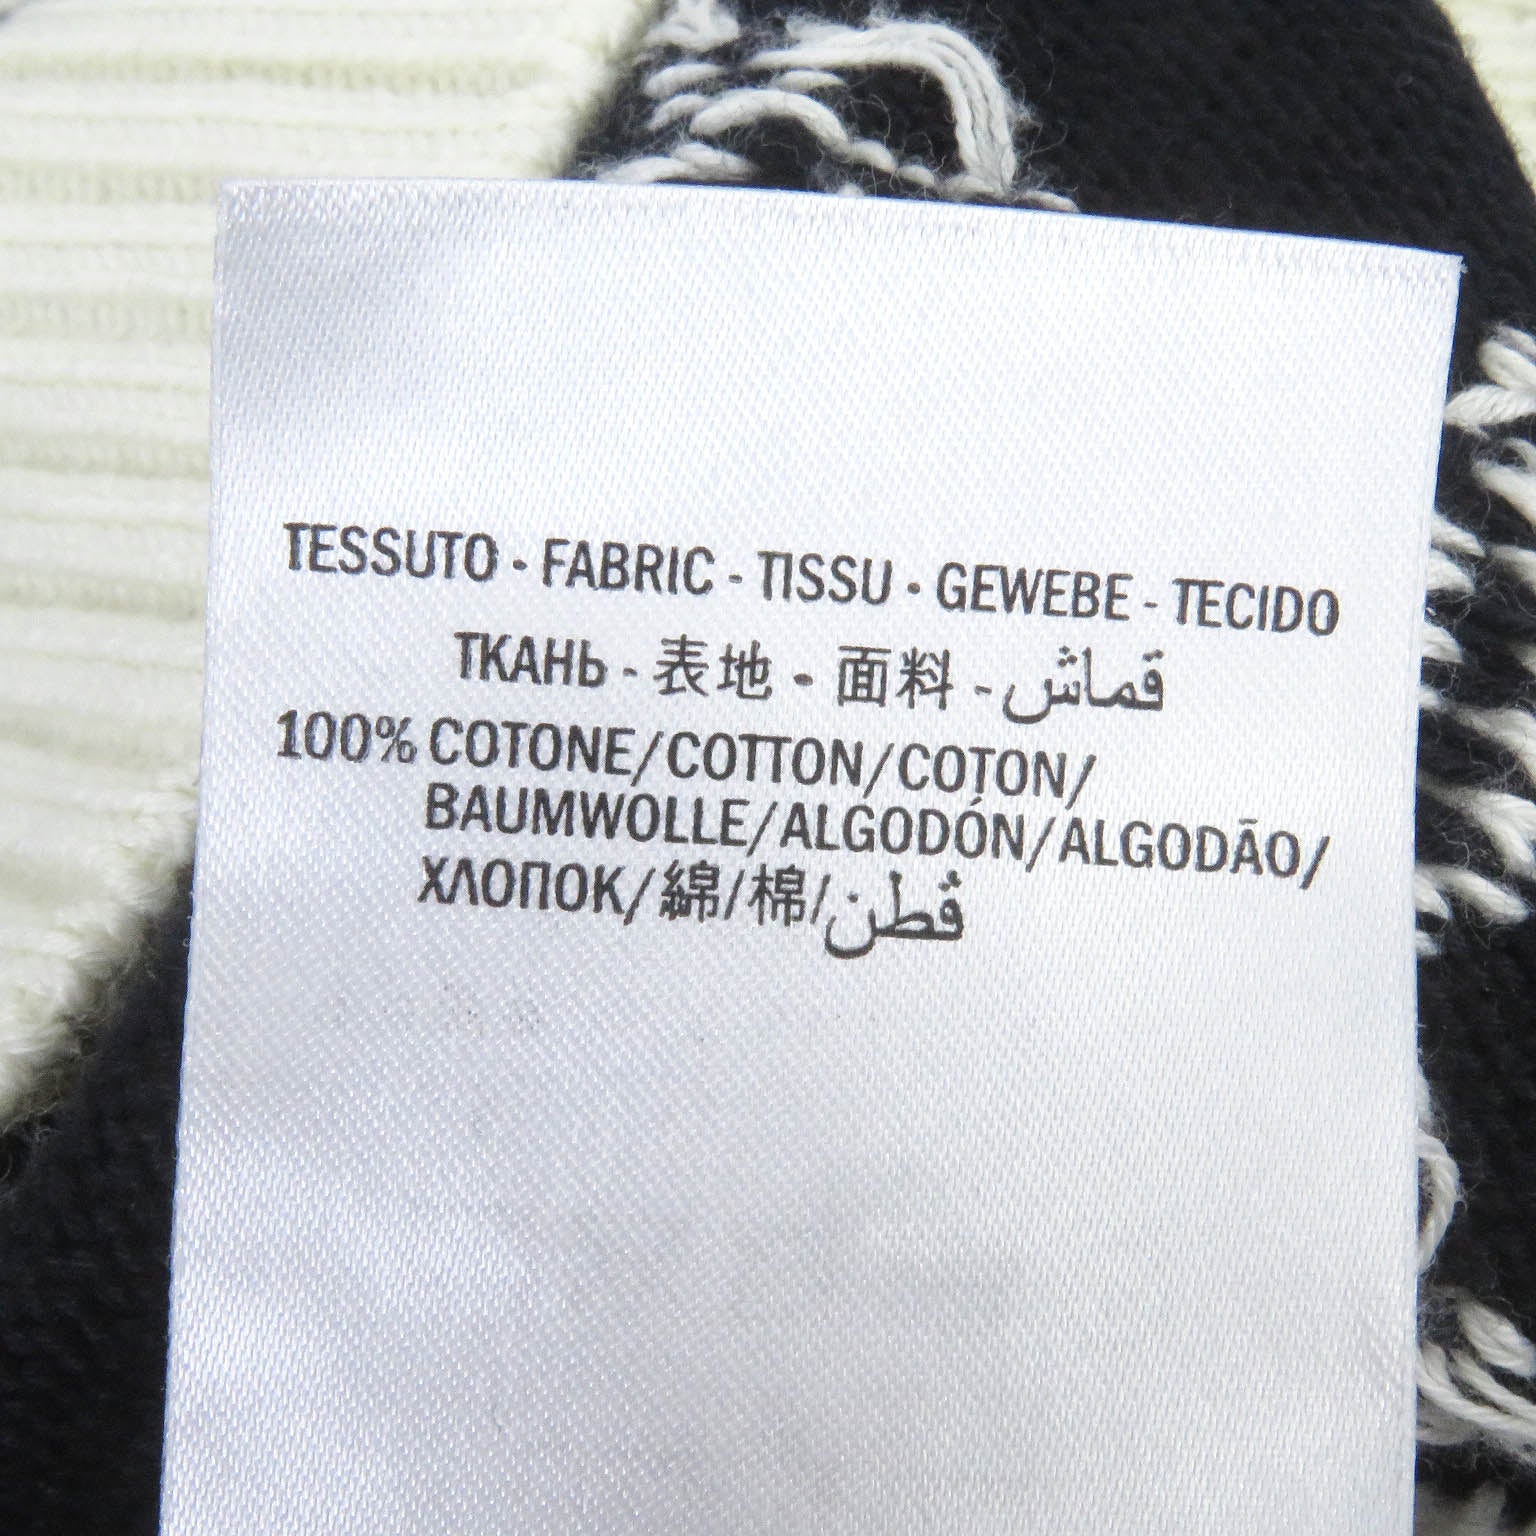 TESSUTO · FABRIC - TISSU · GEWEBE - TECIDO
ТКАНЬ - 表地 · 面料 - قماش
100% COTONE/COTTON/COTON/
BAUMWOLLE/ALGODÓN/ALGODÃO/
ХЛОПОК/綿/棉/قطن